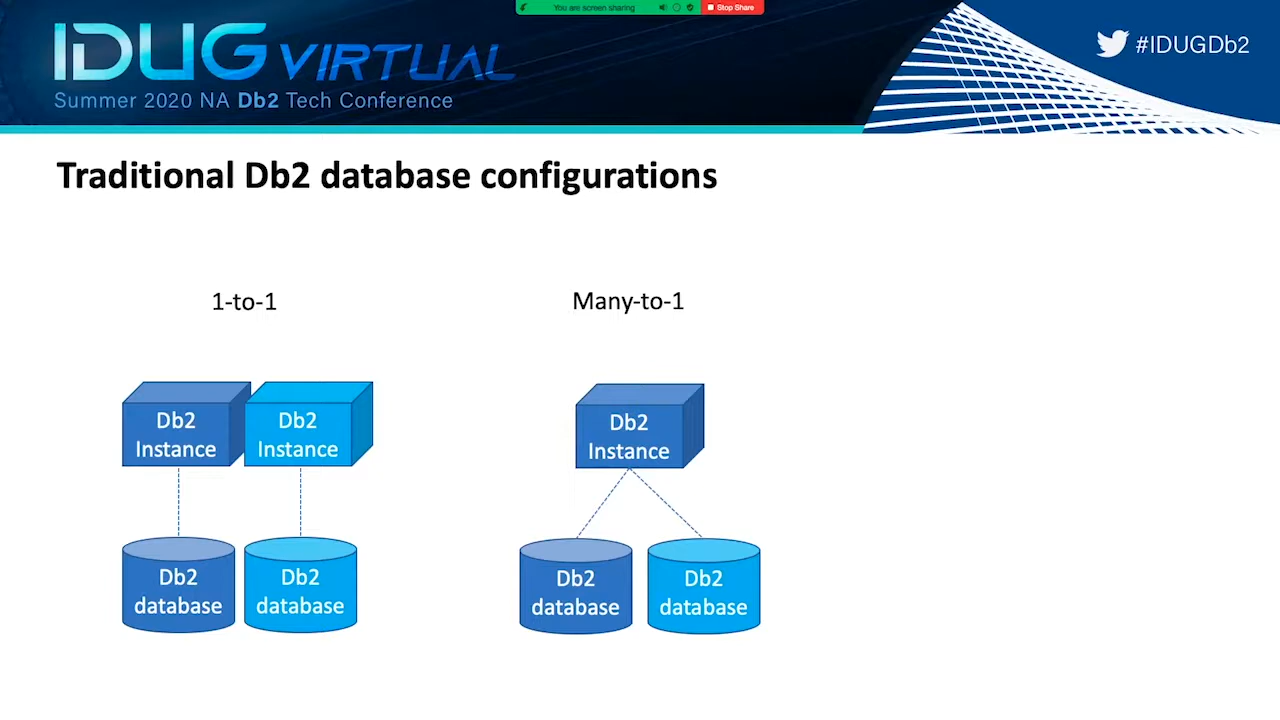 You are screen sharing
Stop Share
IDUG VIRTUAL
Summer 2020 NA Db2 Tech Conference
#IDUGDb2
Traditional Db2 database configurations
1-to-1
Many-to-1
Db2
Instance
Db2
Instance
Db2
Instance
Db2
database
Db2
database
Db2
database
Db2
database